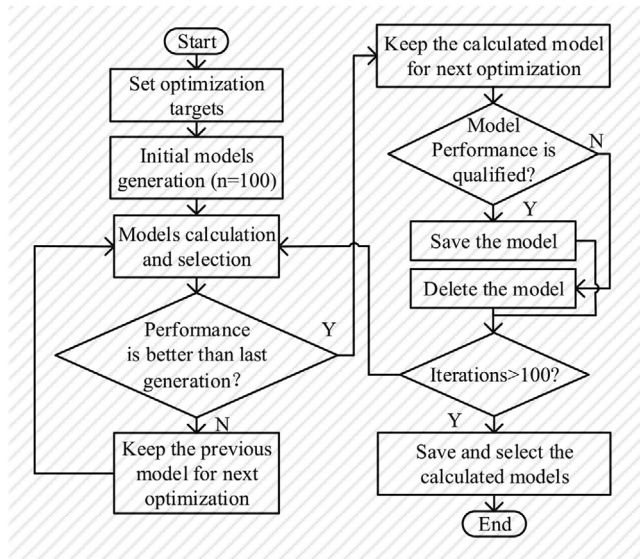 Start
Set optimization
targets
Initial models
generation (n=100)
Models calculation
and selection
Performance
is better than last
generation?
Y
N
Keep the previous
model for next
optimization
Keep the calculated model
for next optimization
Model
Performance is
qualified?
N
Y
Save the model
Delete the model
Iterations>100?
Y
Save and select the
calculated models
End